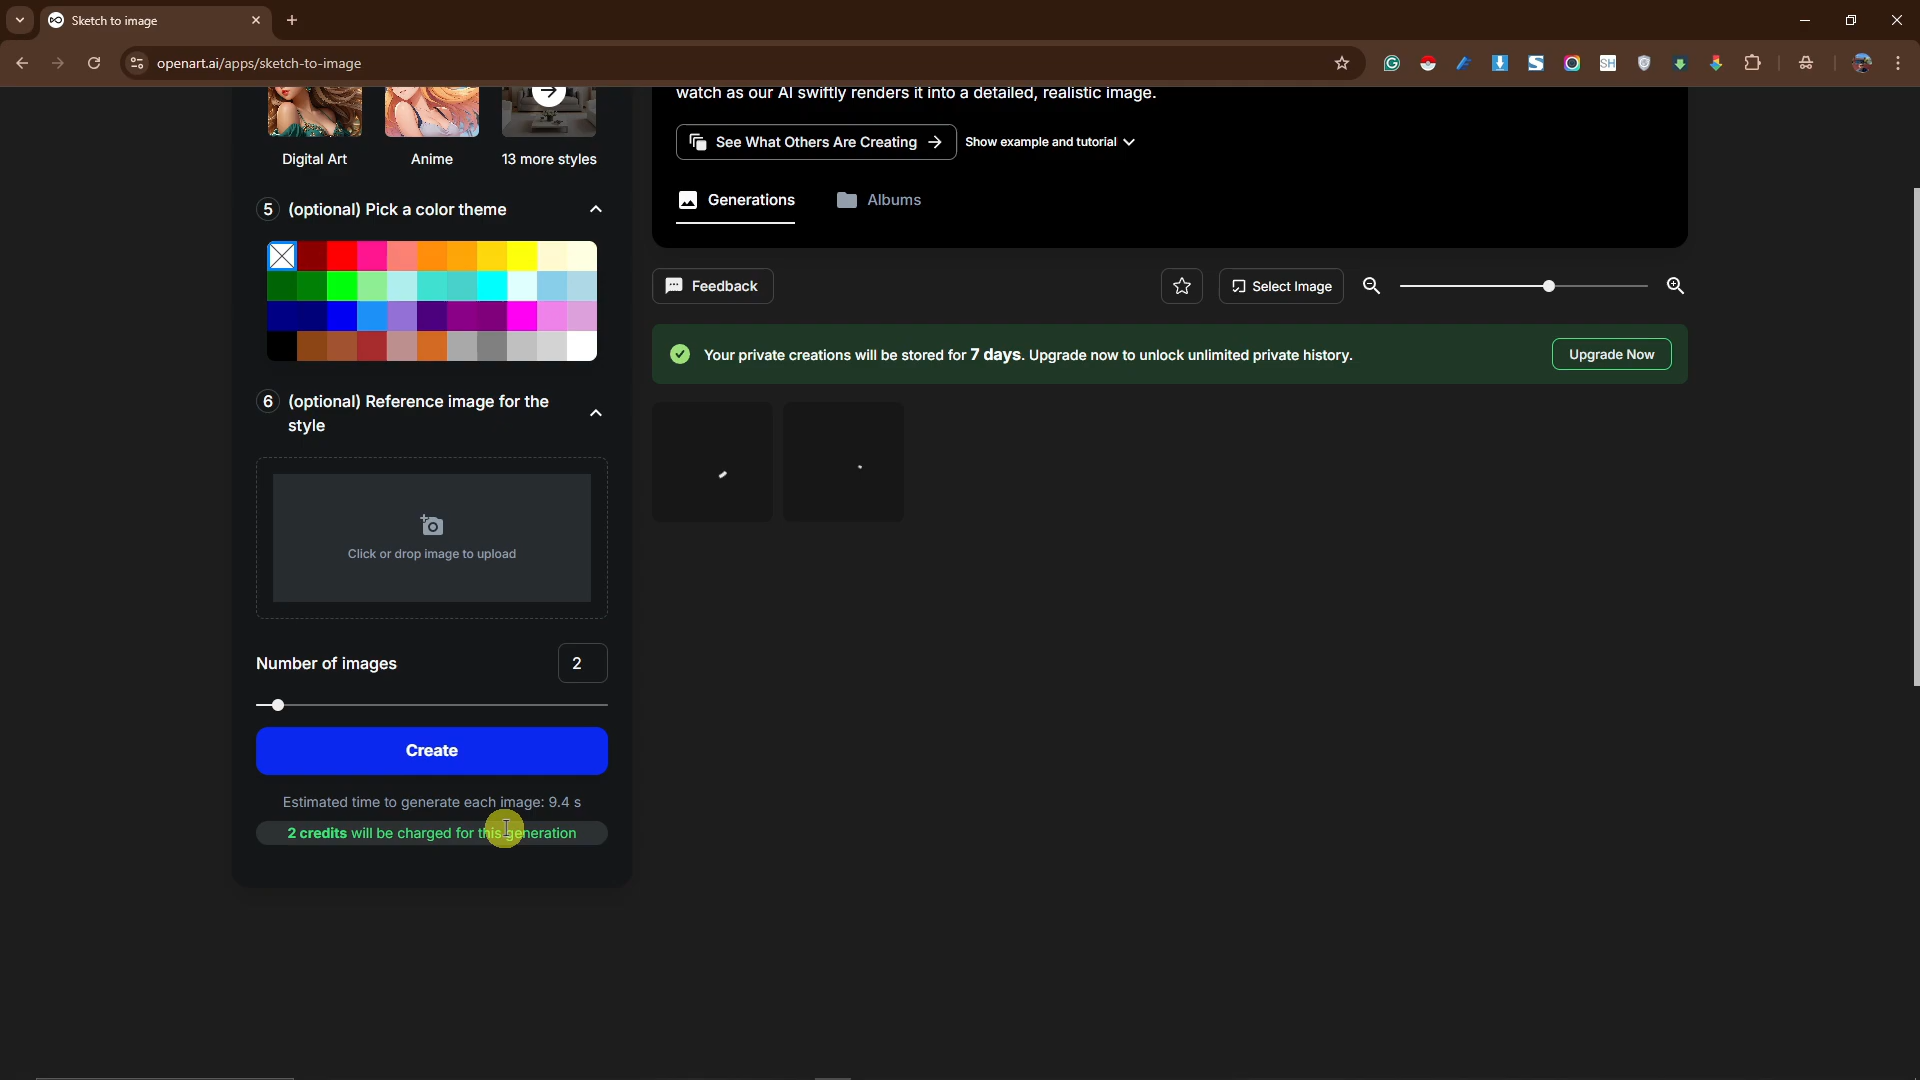 Sketch to image
openart.ai/apps/sketch-to-image
Digital Art
Anime
13 more styles
5 (optional) Pick a color theme
6 (optional) Reference image for the
style
Click or drop image to upload
Number of images
2
Create
Estimated time to generate each image: 9.4 s
2 credits will be charged for this generation
watch as our AI swiftly renders it into a detailed, realistic image.
See What Others Are Creating
Show example and tutorial
Generations
Albums
Feedback
Select Image
Your private creations will be stored for 7 days. Upgrade now to unlock unlimited private history.
Upgrade Now
SH